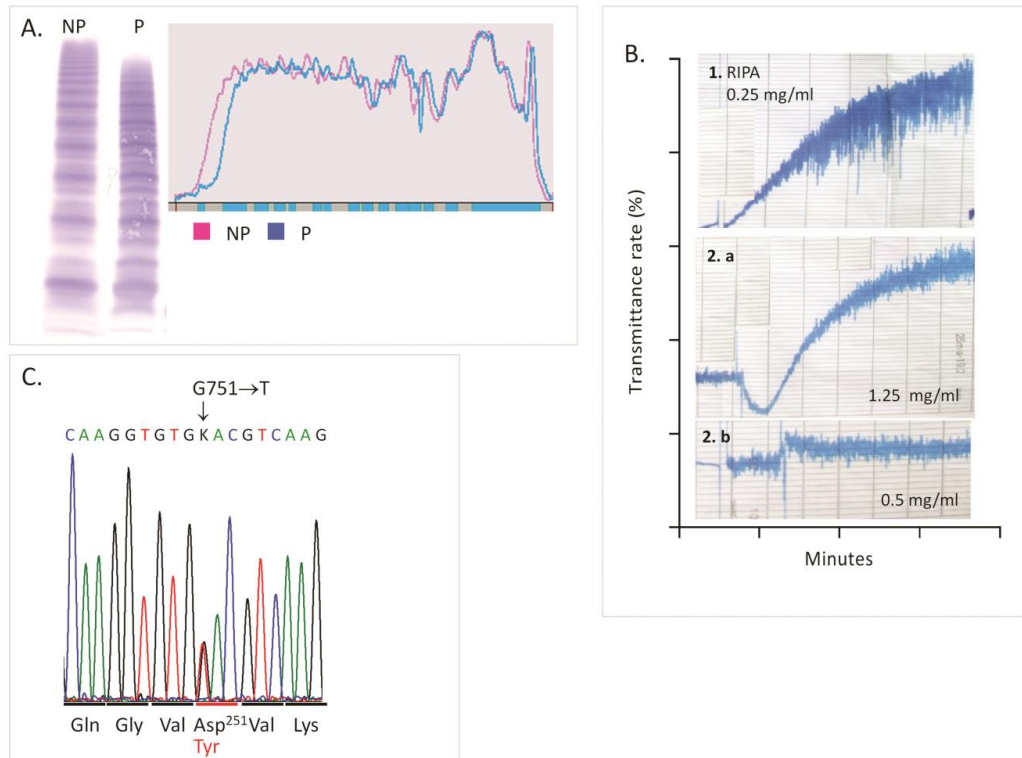 A.
NP P
NP P
B.
1. RIPA
0.25 mg/ml
2. a
1.25 mg/ml
2. b
0.5 mg/ml
Transmittance rate (%)
Minutes
C.
G751→T
CAAGGTGTGKACGTCAAG
Gln Gly Val Asp²⁵¹ Val Lys
Tyr